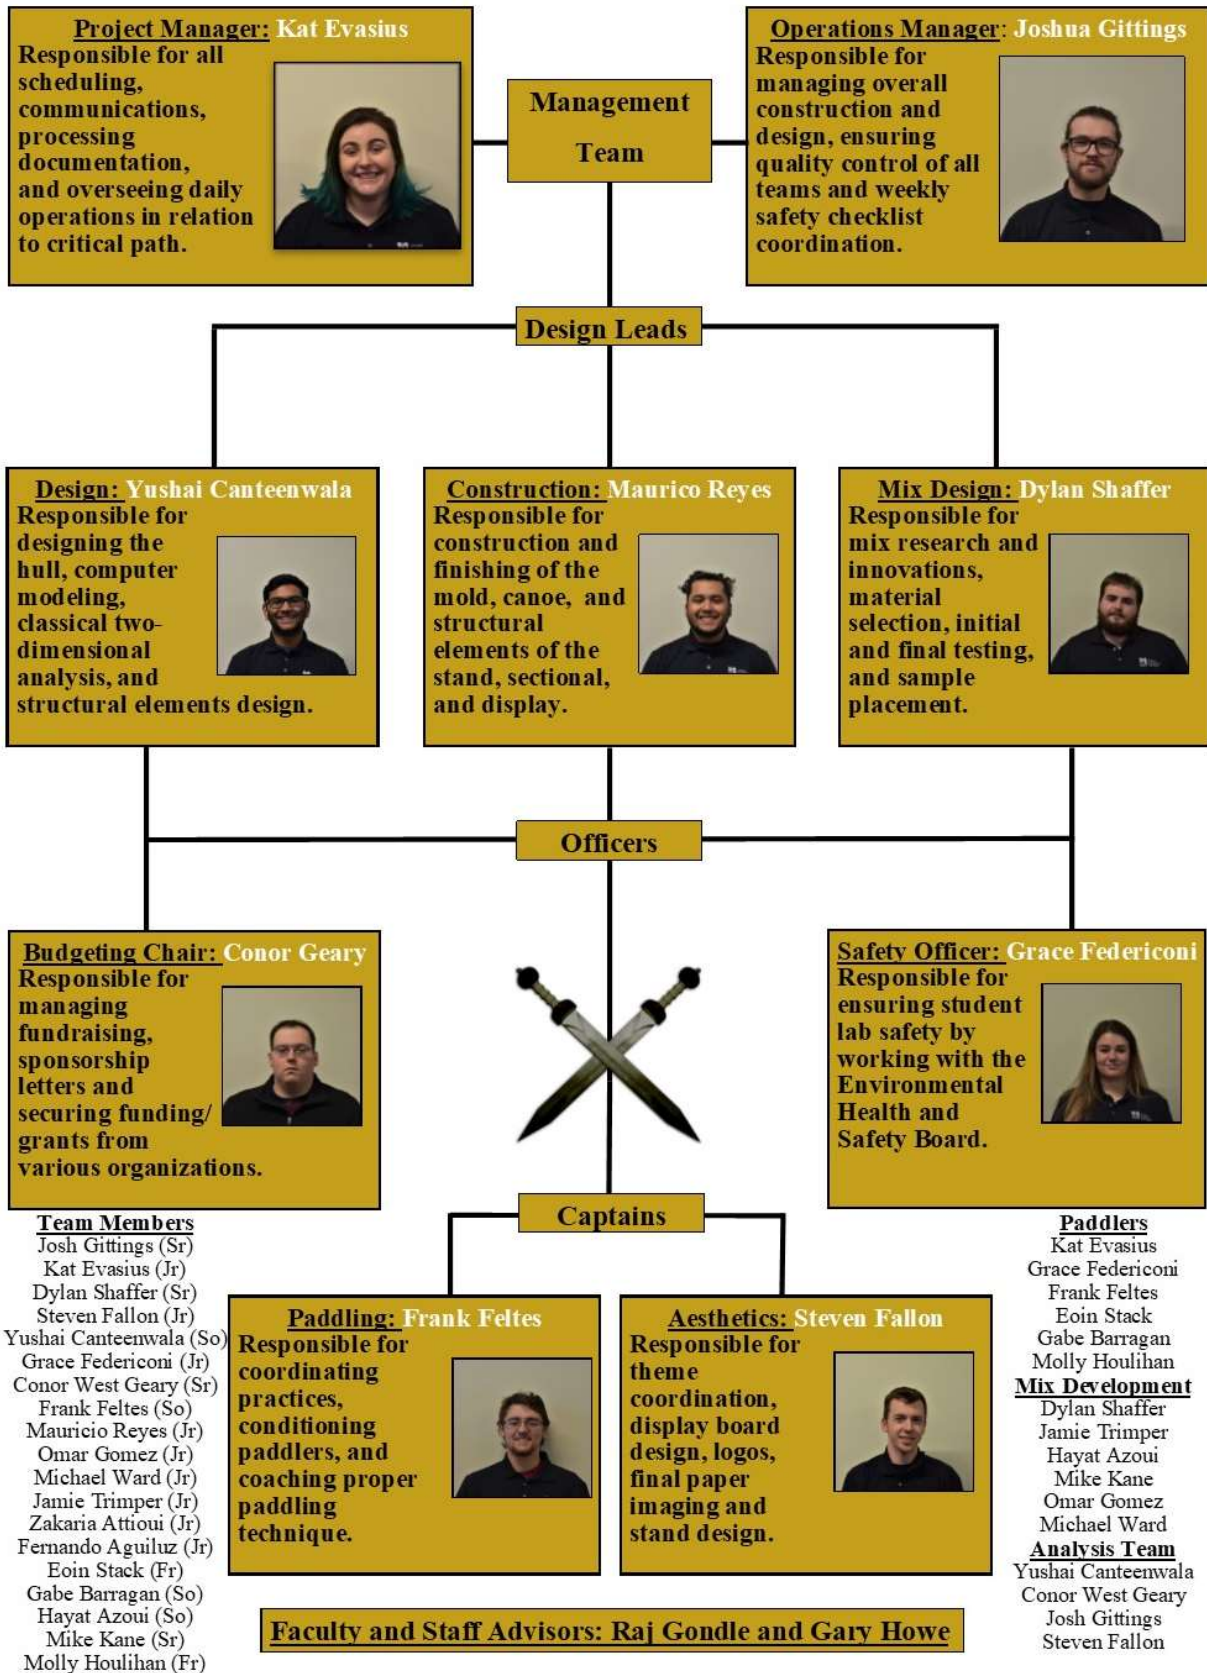 Project Manager: Kat Evasius
Responsible for all
scheduling,
communications,
processing
documentation,
and overseeing daily
operations in relation
to critical path.
Management
Team
Operations Manager: Joshua Gittings
Responsible for
managing overall
construction and
design, ensuring
quality control of all
teams and weekly
safety checklist
coordination.
Design Leads
Design: Yushai Canteenwala
Responsible for
designing the
hull, computer
modeling,
classical two-
dimensional
analysis, and
structural elements design.
Construction: Maurico Reyes
Responsible for
construction and
finishing of the
mold, canoe, and
structural
elements of the
stand, sectional,
and display.
Mix Design: Dylan Shaffer
Responsible for
mix research and
innovations,
material
selection, initial
and final testing,
and sample
placement.
Officers
Budgeting Chair: Conor Geary
Responsible for
managing
fundraising,
sponsorship
letters and
securing funding/
grants from
various organizations.
Safety Officer: Grace Federiconi
Responsible for
ensuring student
lab safety by
working with the
Environmental
Health and
Safety Board.
Captains
Paddling: Frank Feltes
Responsible for
coordinating
practices,
conditioning
paddlers, and
coaching proper
paddling
technique.
Aesthetics: Steven Fallon
Responsible for
theme
coordination,
display board
design, logos,
final paper
imaging and
stand design.
Team Members
Josh Gittings (Sr)
Kat Evasius (Jr)
Dylan Shaffer (Sr)
Steven Fallon (Jr)
Yushai Canteenwala (So)
Grace Federiconi (Jr)
Conor West Geary (Sr)
Frank Feltes (So)
Mauricio Reyes (Jr)
Omar Gomez (Jr)
Michael Ward (Jr)
Jamie Trimper (Jr)
Zakaria Attioui (Jr)
Fernando Aguiluz (Jr)
Eoin Stack (Fr)
Gabe Barragan (So)
Hayat Azoui (So)
Mike Kane (Sr)
Molly Houlihan (Fr)
Paddlers
Kat Evasius
Grace Federiconi
Frank Feltes
Eoin Stack
Gabe Barragan
Molly Houlihan
Mix Development
Dylan Shaffer
Jamie Trimper
Hayat Azoui
Mike Kane
Omar Gomez
Michael Ward
Analysis Team
Yushai Canteenwala
Conor West Geary
Josh Gittings
Steven Fallon
Faculty and Staff Advisors: Raj Gondle and Gary Howe